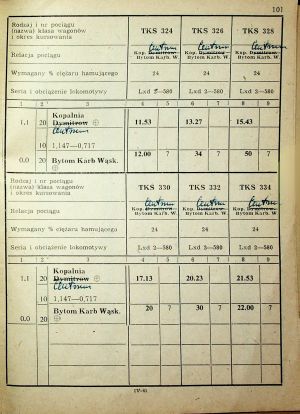 101
Rodzaj i nr pociągu
(nazwa) klasa wagonów
i okres kursowania
TKS 324 TKS 326 TKS 328
Relacja pociągu
Centrum Centrum Centrum
Kop. Dymitrow Kop. Dymitrow Kop. Dymitrow
Bytom Karb. W. Bytom Karb. W. Bytom Karb. W.
Wymagany % ciężaru hamującego 24 24 24
Seria i obciążenie lokomotywy Lxd 2—580 Lxd 2—580 Lxd 2—580
1 2 3 4 5 6 7 8 9
1.1 20 Kopalnia
Dymitrow ⊕ 11.53 13.27 15.43
Centrum
10 1,147—0,717
0.0 20 Bytom Karb Wąsk. 12.00 7 34 7 50 7
⊕
Rodzaj i nr pociągu
(nazwa) klasa wagonów
i okres kursowania
TKS 330 TKS 332 TKS 334
Relacja pociągu
Centrum Centrum Centrum
Kop. Dymitrow Kop. Dymitrow Kop. Dymitrow
Bytom Karb. W. Bytom Karb. W. Bytom Karb. W.
Wymagany % ciężaru hamującego 24 24 24
Seria i obciążenie lokomotywy Lxd 2—580 Lxd 2—580 Lxd 2—580
1 2 3 4 5 6 7 8 9
1.1 20 Kopalnia
Dymitrow ⊕ 17.13 20.23 21.53
Centrum
10 1,147—0,717
0.0 20 Bytom Karb Wąsk. 20 7 30 7 22.00 7
⊕